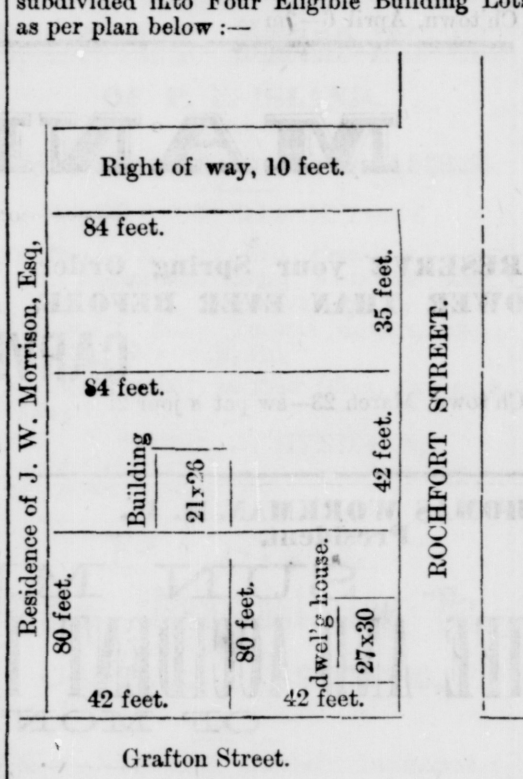 subdivided into Four Eligible Building Lots
as per plan below :—
Right of way, 10 feet.
84 feet.
35 feet.
84 feet.
42 feet.
Building
21x26
Residence of J. W. Morrison, Esq,
ROCHFORT STREET.
80 feet.
80 feet.
dwel'g house.
27x30
42 feet.
42 feet.
Grafton Street.